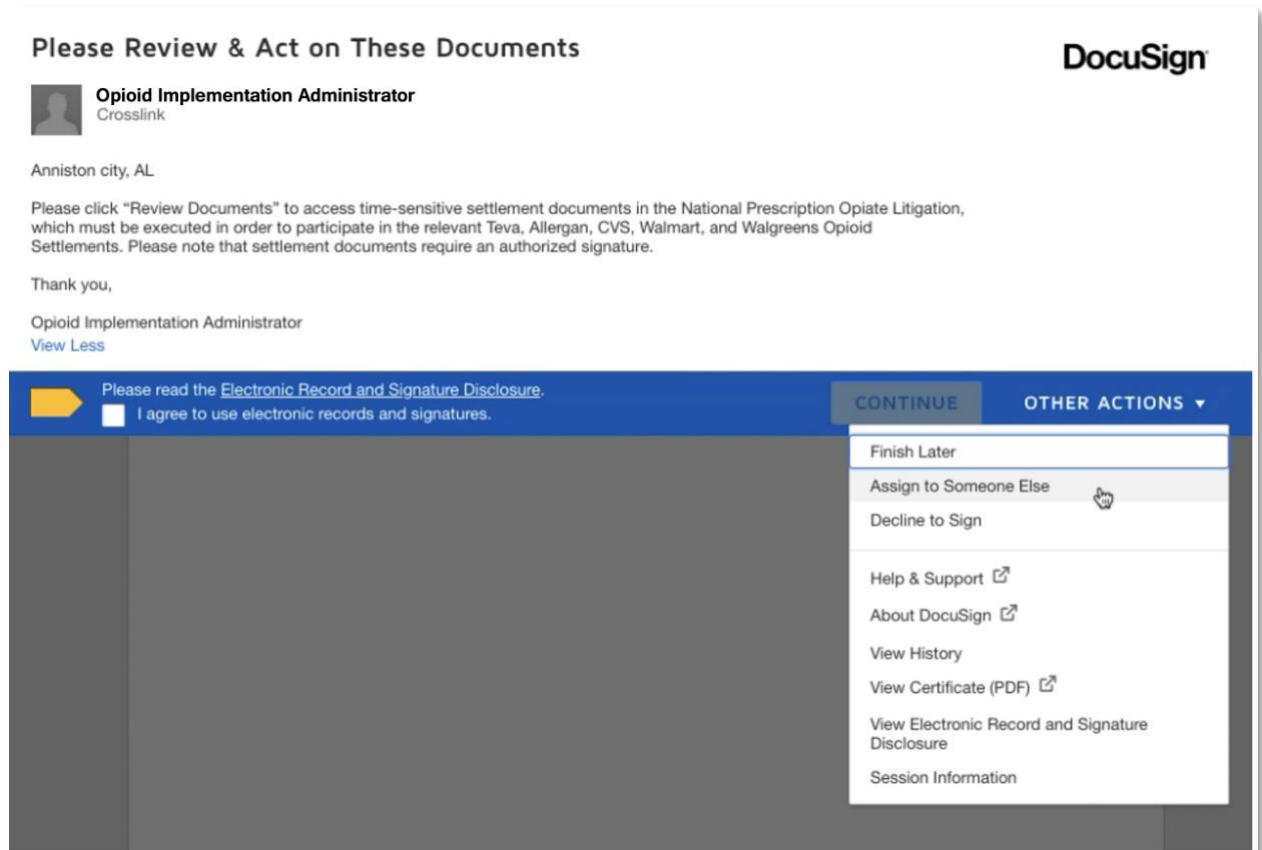 Please Review & Act on These Documents
DocuSign
Opioid Implementation Administrator
Crosslink
Anniston city, AL
Please click “Review Documents” to access time-sensitive settlement documents in the National Prescription Opiate Litigation,
which must be executed in order to participate in the relevant Teva, Allergan, CVS, Walmart, and Walgreens Opioid
Settlements. Please note that settlement documents require an authorized signature.
Thank you,
Opioid Implementation Administrator
View Less
Please read the Electronic Record and Signature Disclosure.
I agree to use electronic records and signatures.
CONTINUE
OTHER ACTIONS
Finish Later
Assign to Someone Else
Decline to Sign
Help & Support
About DocuSign
View History
View Certificate (PDF)
View Electronic Record and Signature
Disclosure
Session Information